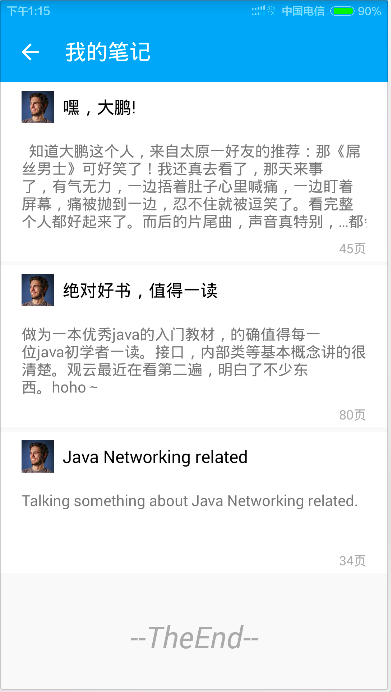 下午1:15 中国电信 90%
我的笔记
嘿，大鹏!
知道大鹏这个人，来自太原一好友的推荐：那《屌
丝男士》可好笑了！我还真去看了，那天来事
了，有气无力，一边捂着肚子心里喊痛，一边盯着
屏幕，痛被抛到一边，忍不住就被逗笑了。看完整
个人都好起来了。而后的片尾曲，声音真特别，...都
45页
绝对好书，值得一读
做为一本优秀java的入门教材，的确值得每一
位java初学者一读。接口，内部类等基本概念讲的很
清楚。观云最近在看第二遍，明白了不少东
西。hoho ~
80页
Java Networking related
Talking something about Java Networking related.
34页
--TheEnd--